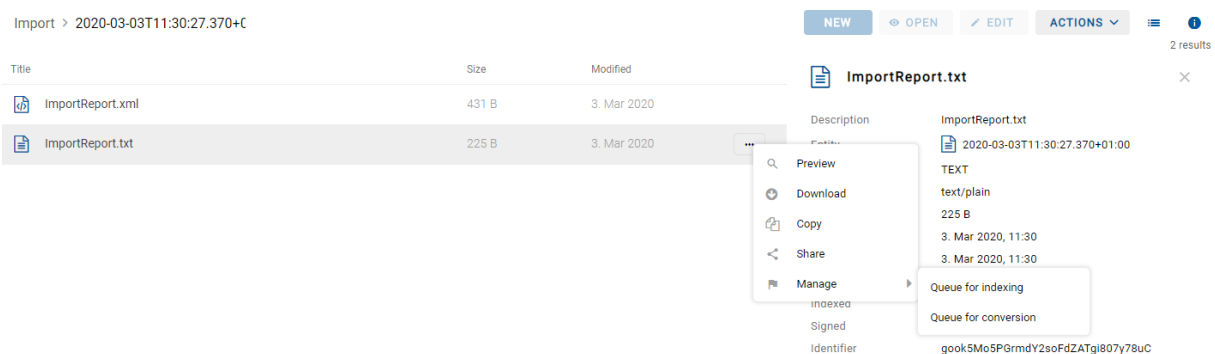 Import > 2020-03-03T11:30:27.370+0
NEW OPEN EDIT ACTIONS
2 results
Title Size Modified
ImportReport.xml 431 B 3. Mar 2020
ImportReport.txt 225 B 3. Mar 2020
Preview
Download
Copy
Share
Manage
Queue for indexing
Queue for conversion
ImportReport.txt
Description ImportReport.txt
Entity 2020-03-03T11:30:27.370+01:00
TEXT
text/plain
225 B
3. Mar 2020, 11:30
3. Mar 2020, 11:30
Indexed
Signed
Identifier gook5Mo5PGrmdY2soFdZATgi807y78uC